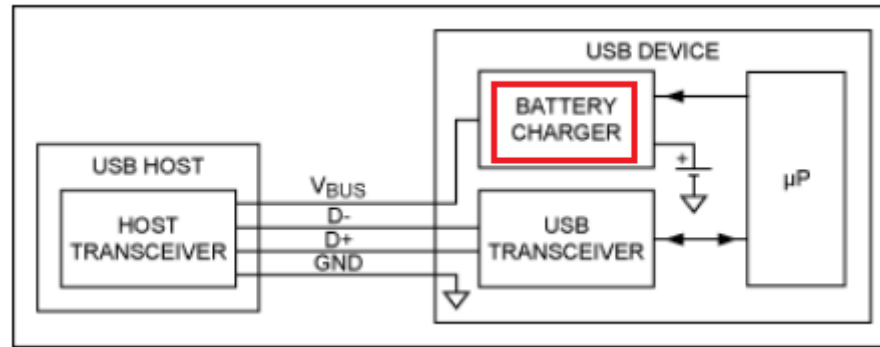 USB DEVICE
BATTERY
CHARGER
+
µP
USB HOST
VBUS
D-
D+
GND
HOST
TRANSCEIVER
USB
TRANSCEIVER